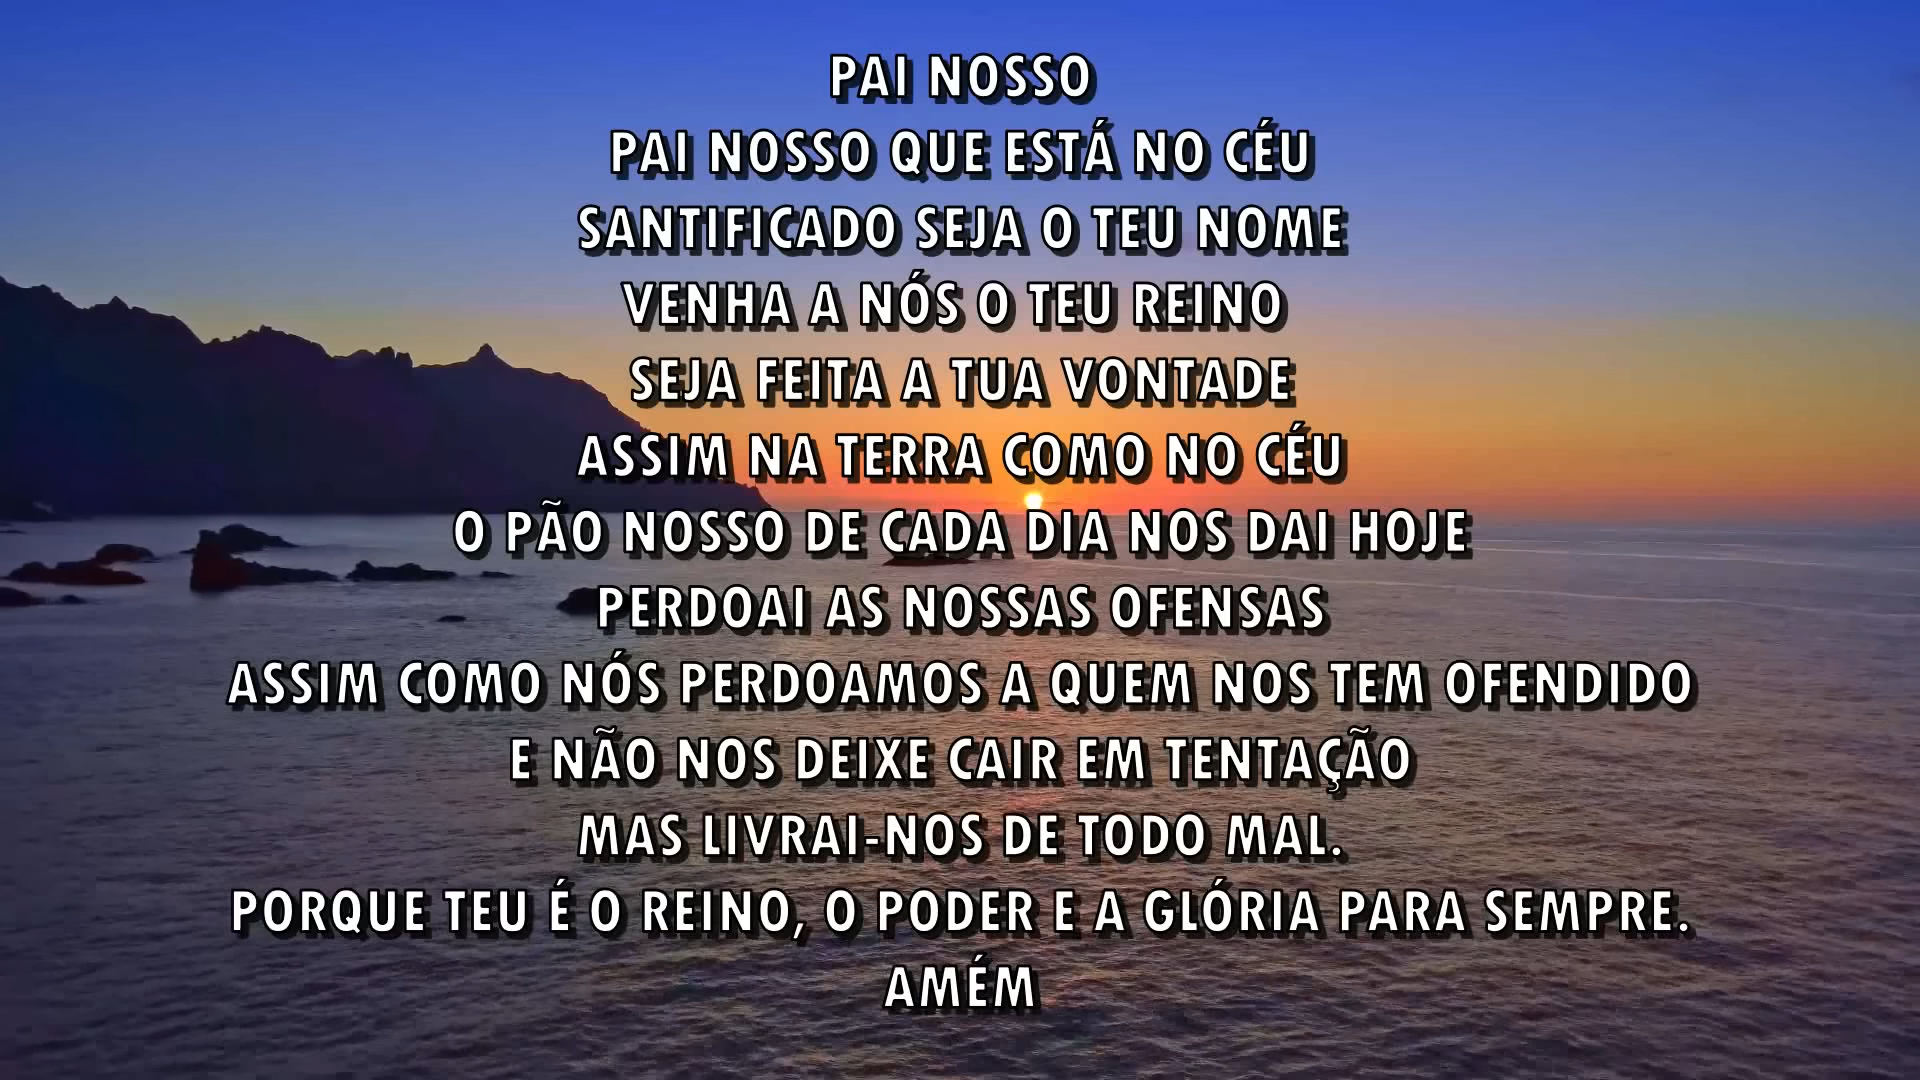 PAI NOSSO
PAI NOSSO QUE ESTÁ NO CÉU
SANTIFICADO SEJA O TEU NOME
VENHA A NÓS O TEU REINO
SEJA FEITA A TUA VONTADE
ASSIM NA TERRA COMO NO CÉU
O PÃO NOSSO DE CADA DIA NOS DAI HOJE
PERDOAI AS NOSSAS OFENSAS
ASSIM COMO NÓS PERDOAMOS A QUEM NOS TEM OFENDIDO
E NÃO NOS DEIXE CAIR EM TENTAÇÃO
MAS LIVRAI-NOS DE TODO MAL.
PORQUE TEU É O REINO, O PODER E A GLÓRIA PARA SEMPRE.
AMÉM